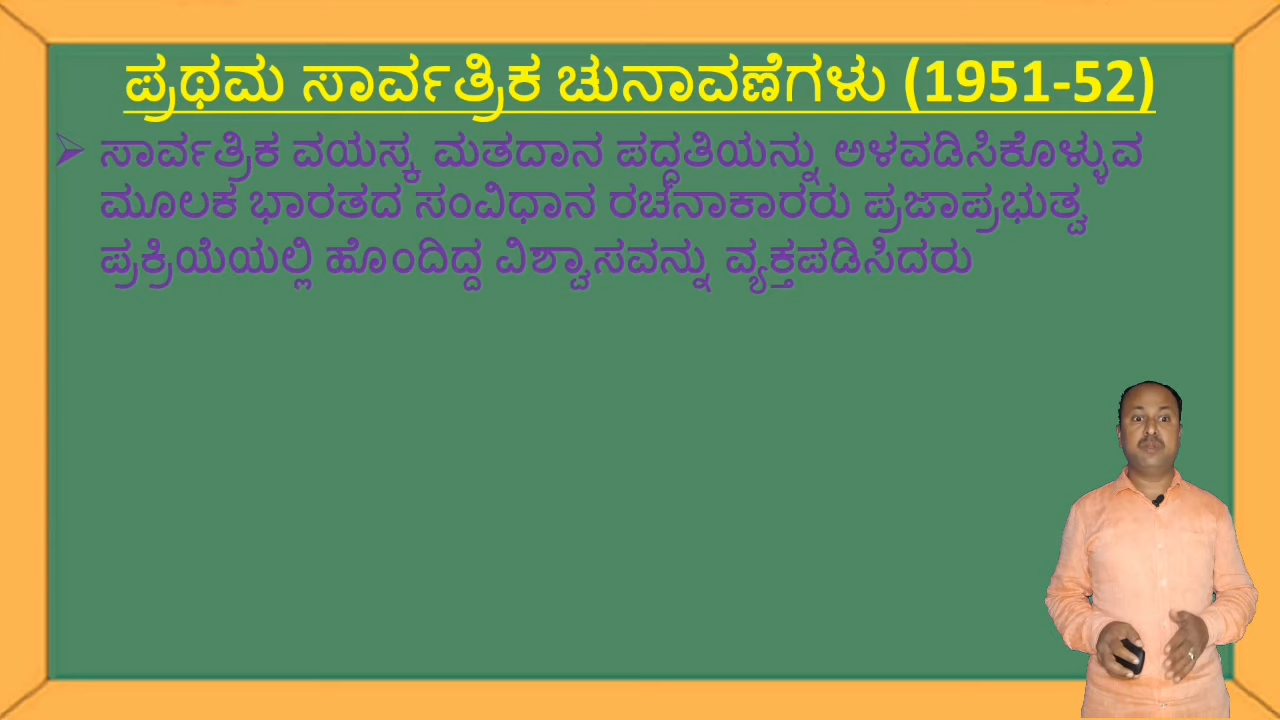 ಪ್ರಥಮ ಸಾರ್ವತ್ರಿಕ ಚುನಾವಣೆಗಳು (1951-52)
ಸಾರ್ವತ್ರಿಕ ವಯಸ್ಕ ಮತದಾನ ಪದ್ಧತಿಯನ್ನು ಅಳವಡಿಸಿಕೊಳ್ಳುವ
ಮೂಲಕ ಭಾರತದ ಸಂವಿಧಾನ ರಚನಾಕಾರರು ಪ್ರಜಾಪ್ರಭುತ್ವ
ಪ್ರಕ್ರಿಯೆಯಲ್ಲಿ ಹೊಂದಿದ್ದ ವಿಶ್ವಾಸವನ್ನು ವ್ಯಕ್ತಪಡಿಸಿದರು